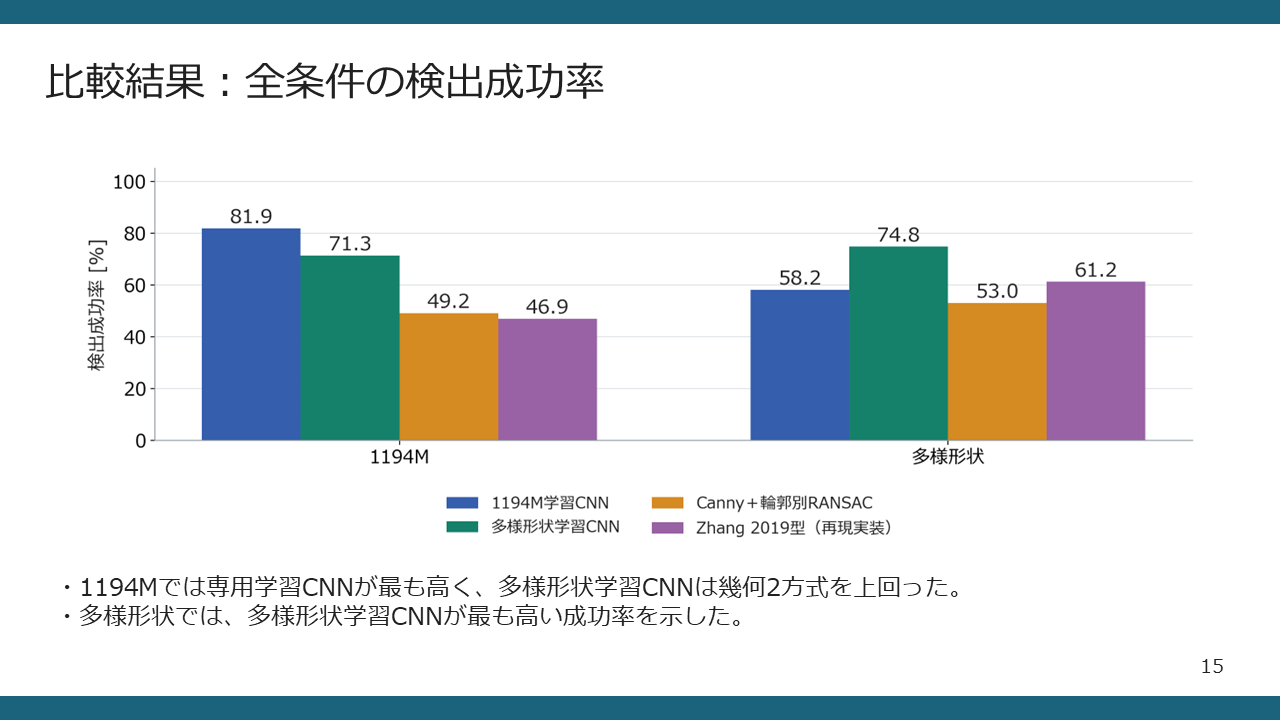 比較結果：全条件の検出成功率
検出成功率 [%]
100
80
60
40
20
0
81.9
71.3
49.2
46.9
58.2
74.8
53.0
61.2
1194M
多様形状
1194M学習CNN
多様形状学習CNN
Canny＋輪郭別RANSAC
Zhang 2019型（再現実装）
・1194Mでは専用学習CNNが最も高く、多様形状学習CNNは幾何2方式を上回った。
・多様形状では、多様形状学習CNNが最も高い成功率を示した。
15